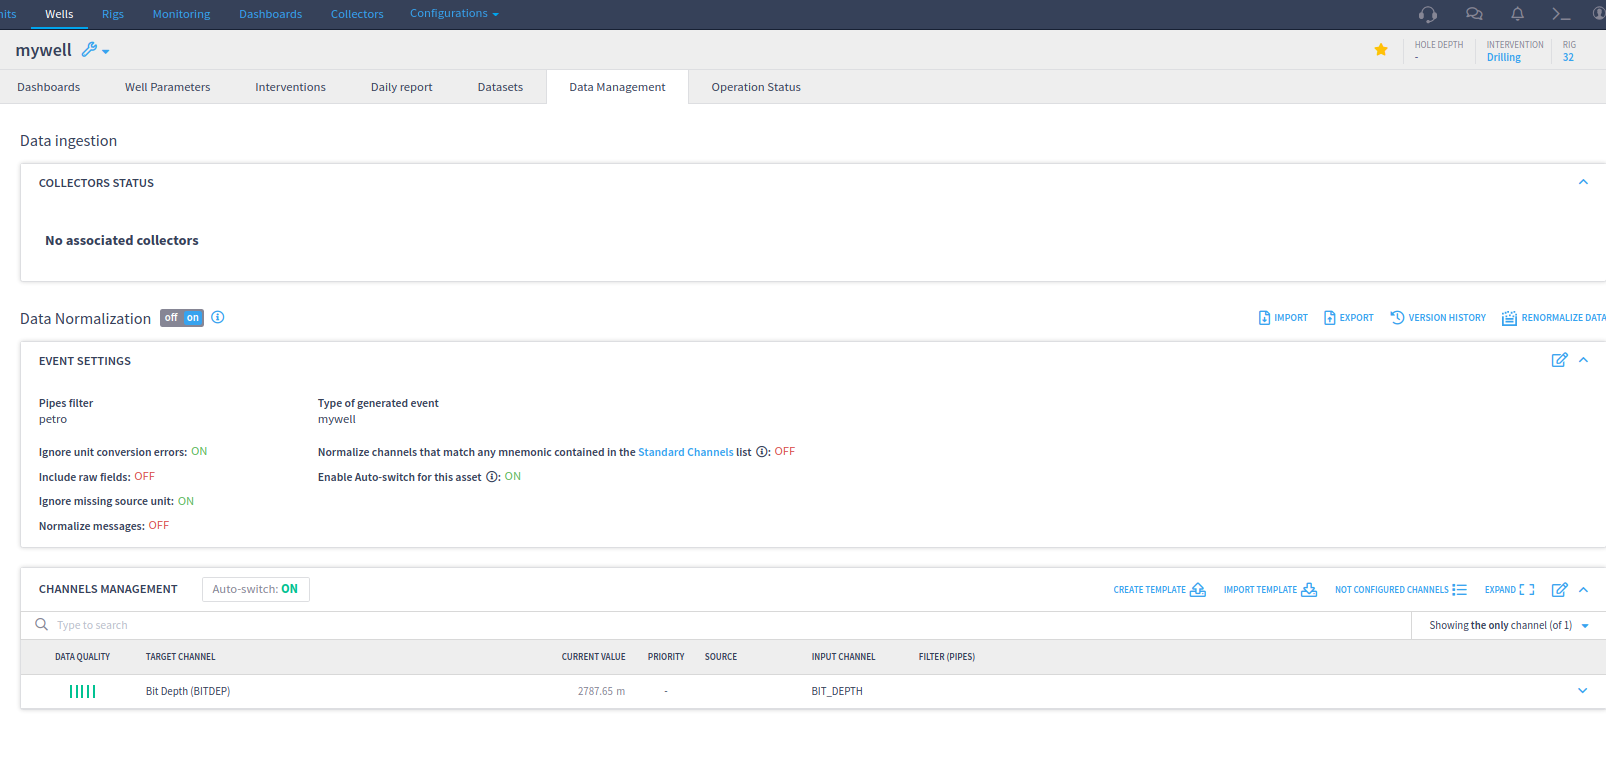 nits Wells Rigs Monitoring Dashboards Collectors Configurations
mywell
HOLE DEPTH INTERVENTION RIG
- Drilling 32
Dashboards Well Parameters Interventions Daily report Datasets Data Management Operation Status
Data ingestion
COLLECTORS STATUS
No associated collectors
Data Normalization off on IMPORT EXPORT VERSION HISTORY RENORMALIZE DATA
EVENT SETTINGS
Pipes filter Type of generated event
petro mywell
Ignore unit conversion errors: ON Normalize channels that match any mnemonic contained in the Standard Channels list : OFF
Include raw fields: OFF Enable Auto-switch for this asset : ON
Ignore missing source unit: ON
Normalize messages: OFF
CHANNELS MANAGEMENT Auto-switch: ON CREATE TEMPLATE IMPORT TEMPLATE NOT CONFIGURED CHANNELS EXPAND
Type to search Showing the only channel (of 1)
DATA QUALITY TARGET CHANNEL CURRENT VALUE PRIORITY SOURCE INPUT CHANNEL FILTER (PIPES)
Bit Depth (BITDEP) 2787.65 m - BIT_DEPTH